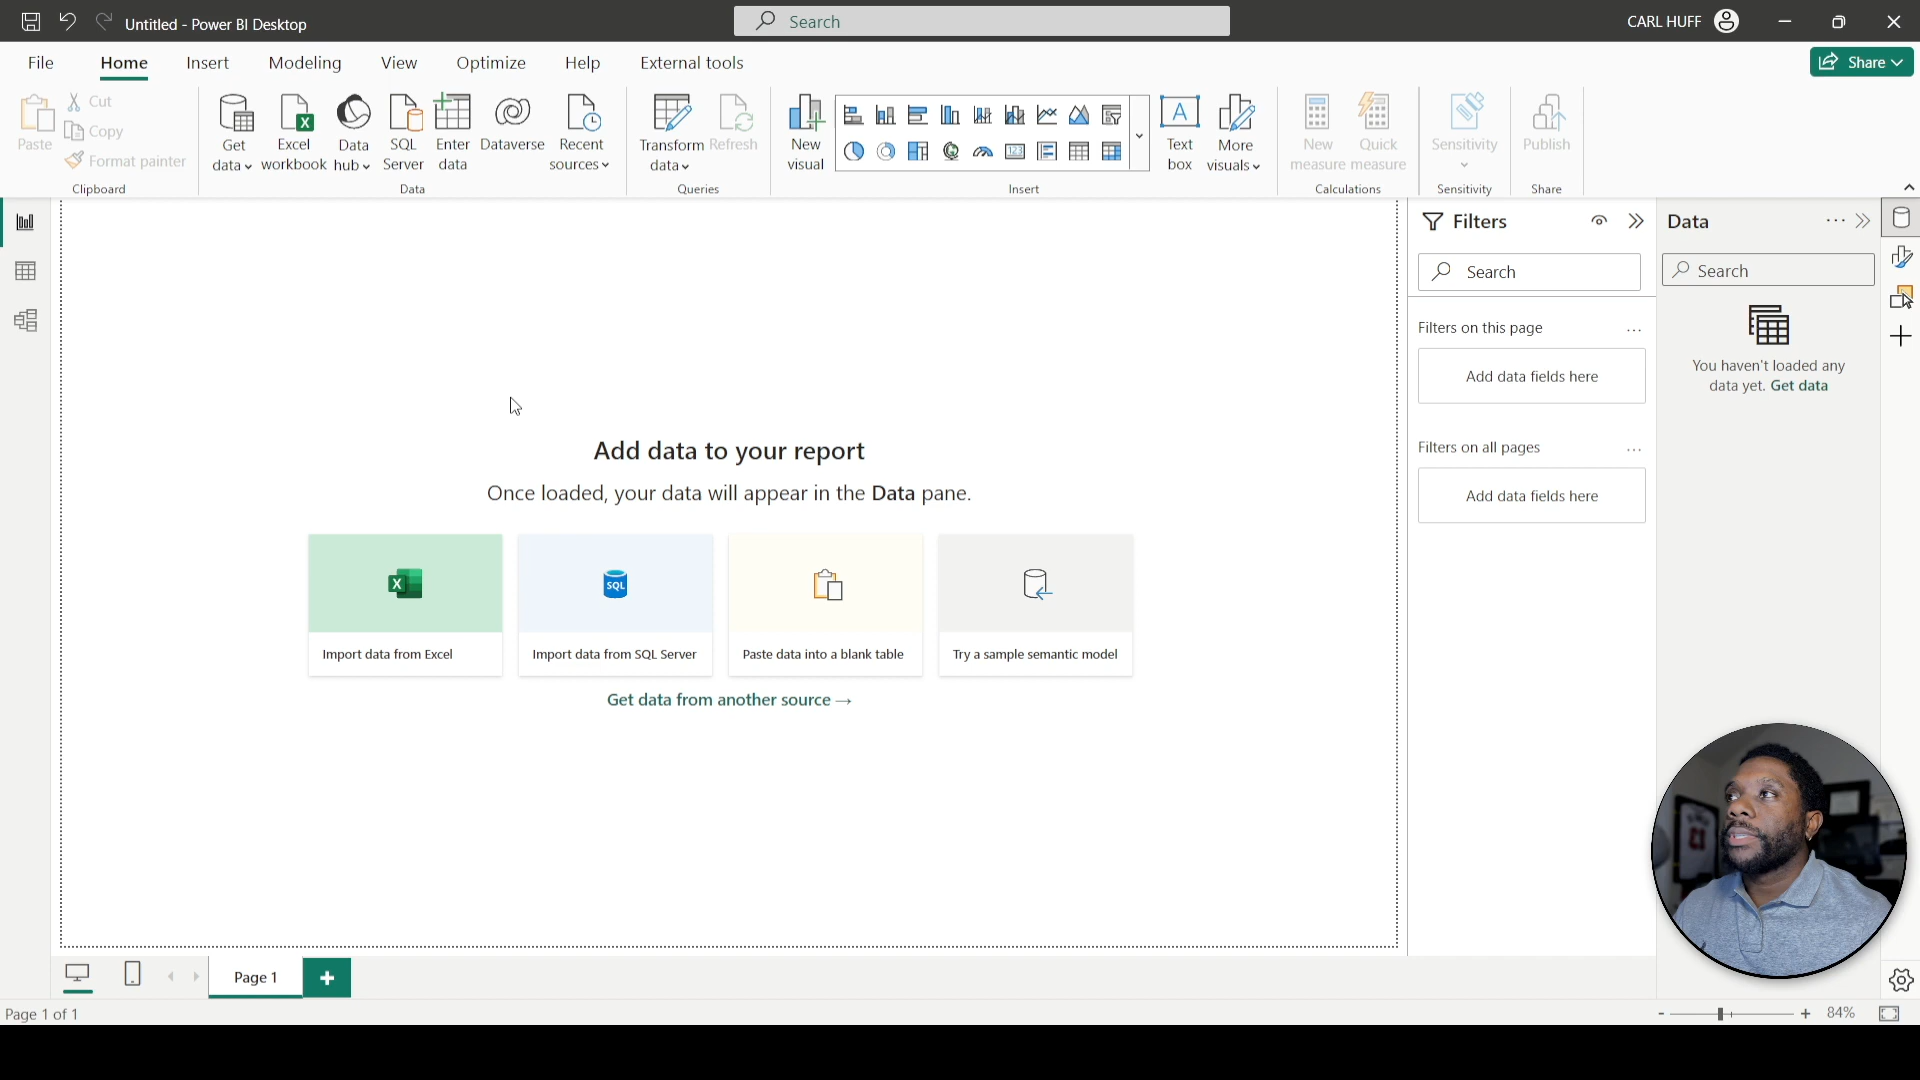 Untitled - Power BI Desktop
Search
CARL HUFF
File Home Insert Modeling View Optimize Help External tools
Share
Paste
Cut
Copy
Format painter
Clipboard
Get data
Excel workbook
Data hub
SQL Server
Enter data
Dataverse
Recent sources
Data
Transform data
Refresh
Queries
New visual
123
A
Text box
More visuals
Insert
New measure
Quick measure
Calculations
Sensitivity
Sensitivity
Publish
Share
Add data to your report
Once loaded, your data will appear in the Data pane.
X
SQL
Import data from Excel
Import data from SQL Server
Paste data into a blank table
Try a sample semantic model
Get data from another source →
Filters
Search
Filters on this page
...
Add data fields here
Filters on all pages
...
Add data fields here
Data
...
Search
You haven't loaded any
data yet. Get data
Page 1
+
Page 1 of 1
- + 84%